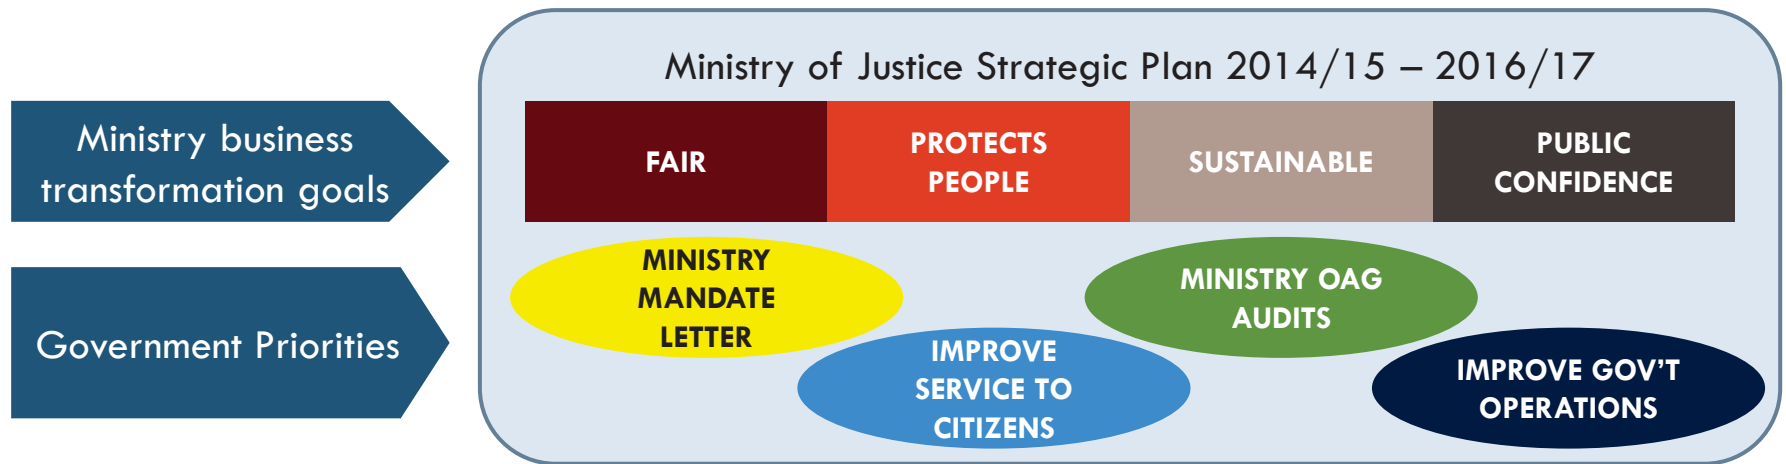 Ministry of Justice Strategic Plan 2014/15 – 2016/17
Ministry business
transformation goals
FAIR
PROTECTS
PEOPLE
SUSTAINABLE
PUBLIC
CONFIDENCE
Government Priorities
MINISTRY
MANDATE
LETTER
IMPROVE
SERVICE TO
CITIZENS
MINISTRY OAG
AUDITS
IMPROVE GOV'T
OPERATIONS